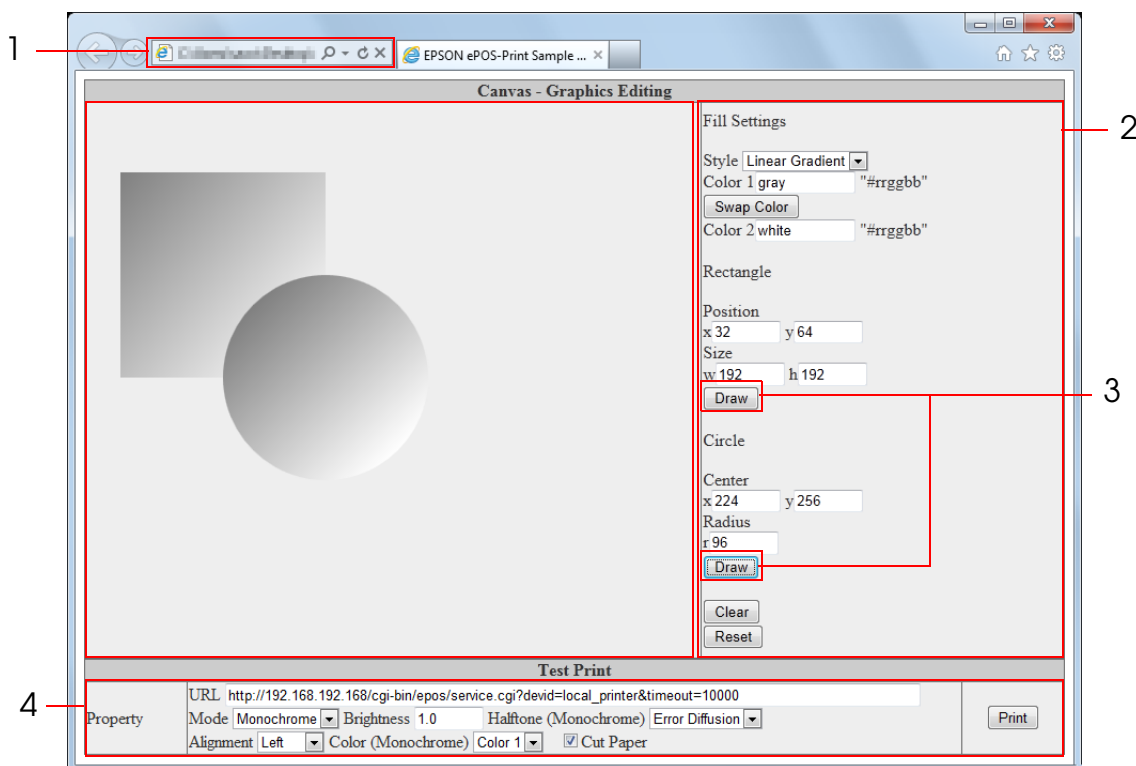 1
EPSON ePOS-Print Sample ...
Canvas - Graphics Editing
2
Fill Settings
Style Linear Gradient
Color 1 gray "#rrggbb"
Swap Color
Color 2 white "#rrggbb"
Rectangle
Position
x 32 y 64
Size
w 192 h 192
Draw
3
Circle
Center
x 224 y 256
Radius
r 96
Draw
Clear
Reset
Test Print
4
Property
URL http://192.168.192.168/cgi-bin/epos/service.cgi?devid=local_printer&timeout=10000
Mode Monochrome Brightness 1.0 Halftone (Monochrome) Error Diffusion
Alignment Left Color (Monochrome) Color 1 Cut Paper
Print